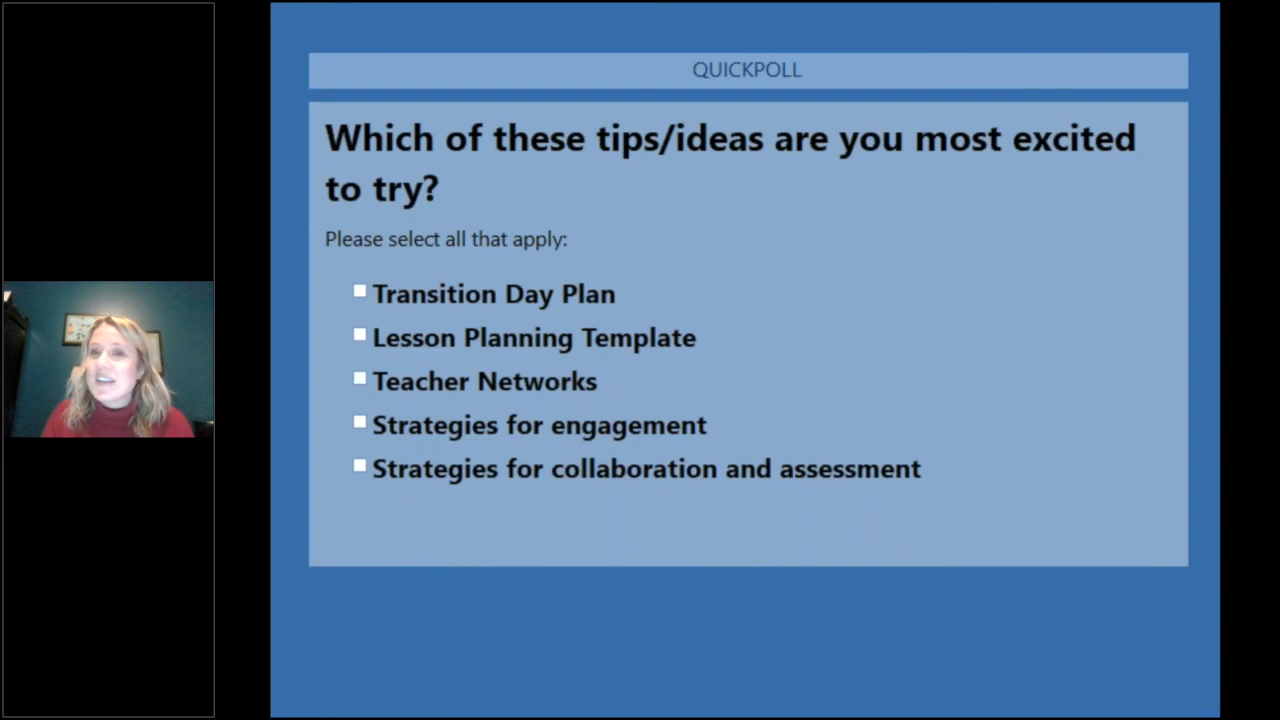 QUICKPOLL
Which of these tips/ideas are you most excited
to try?
Please select all that apply:
Transition Day Plan
Lesson Planning Template
Teacher Networks
Strategies for engagement
Strategies for collaboration and assessment